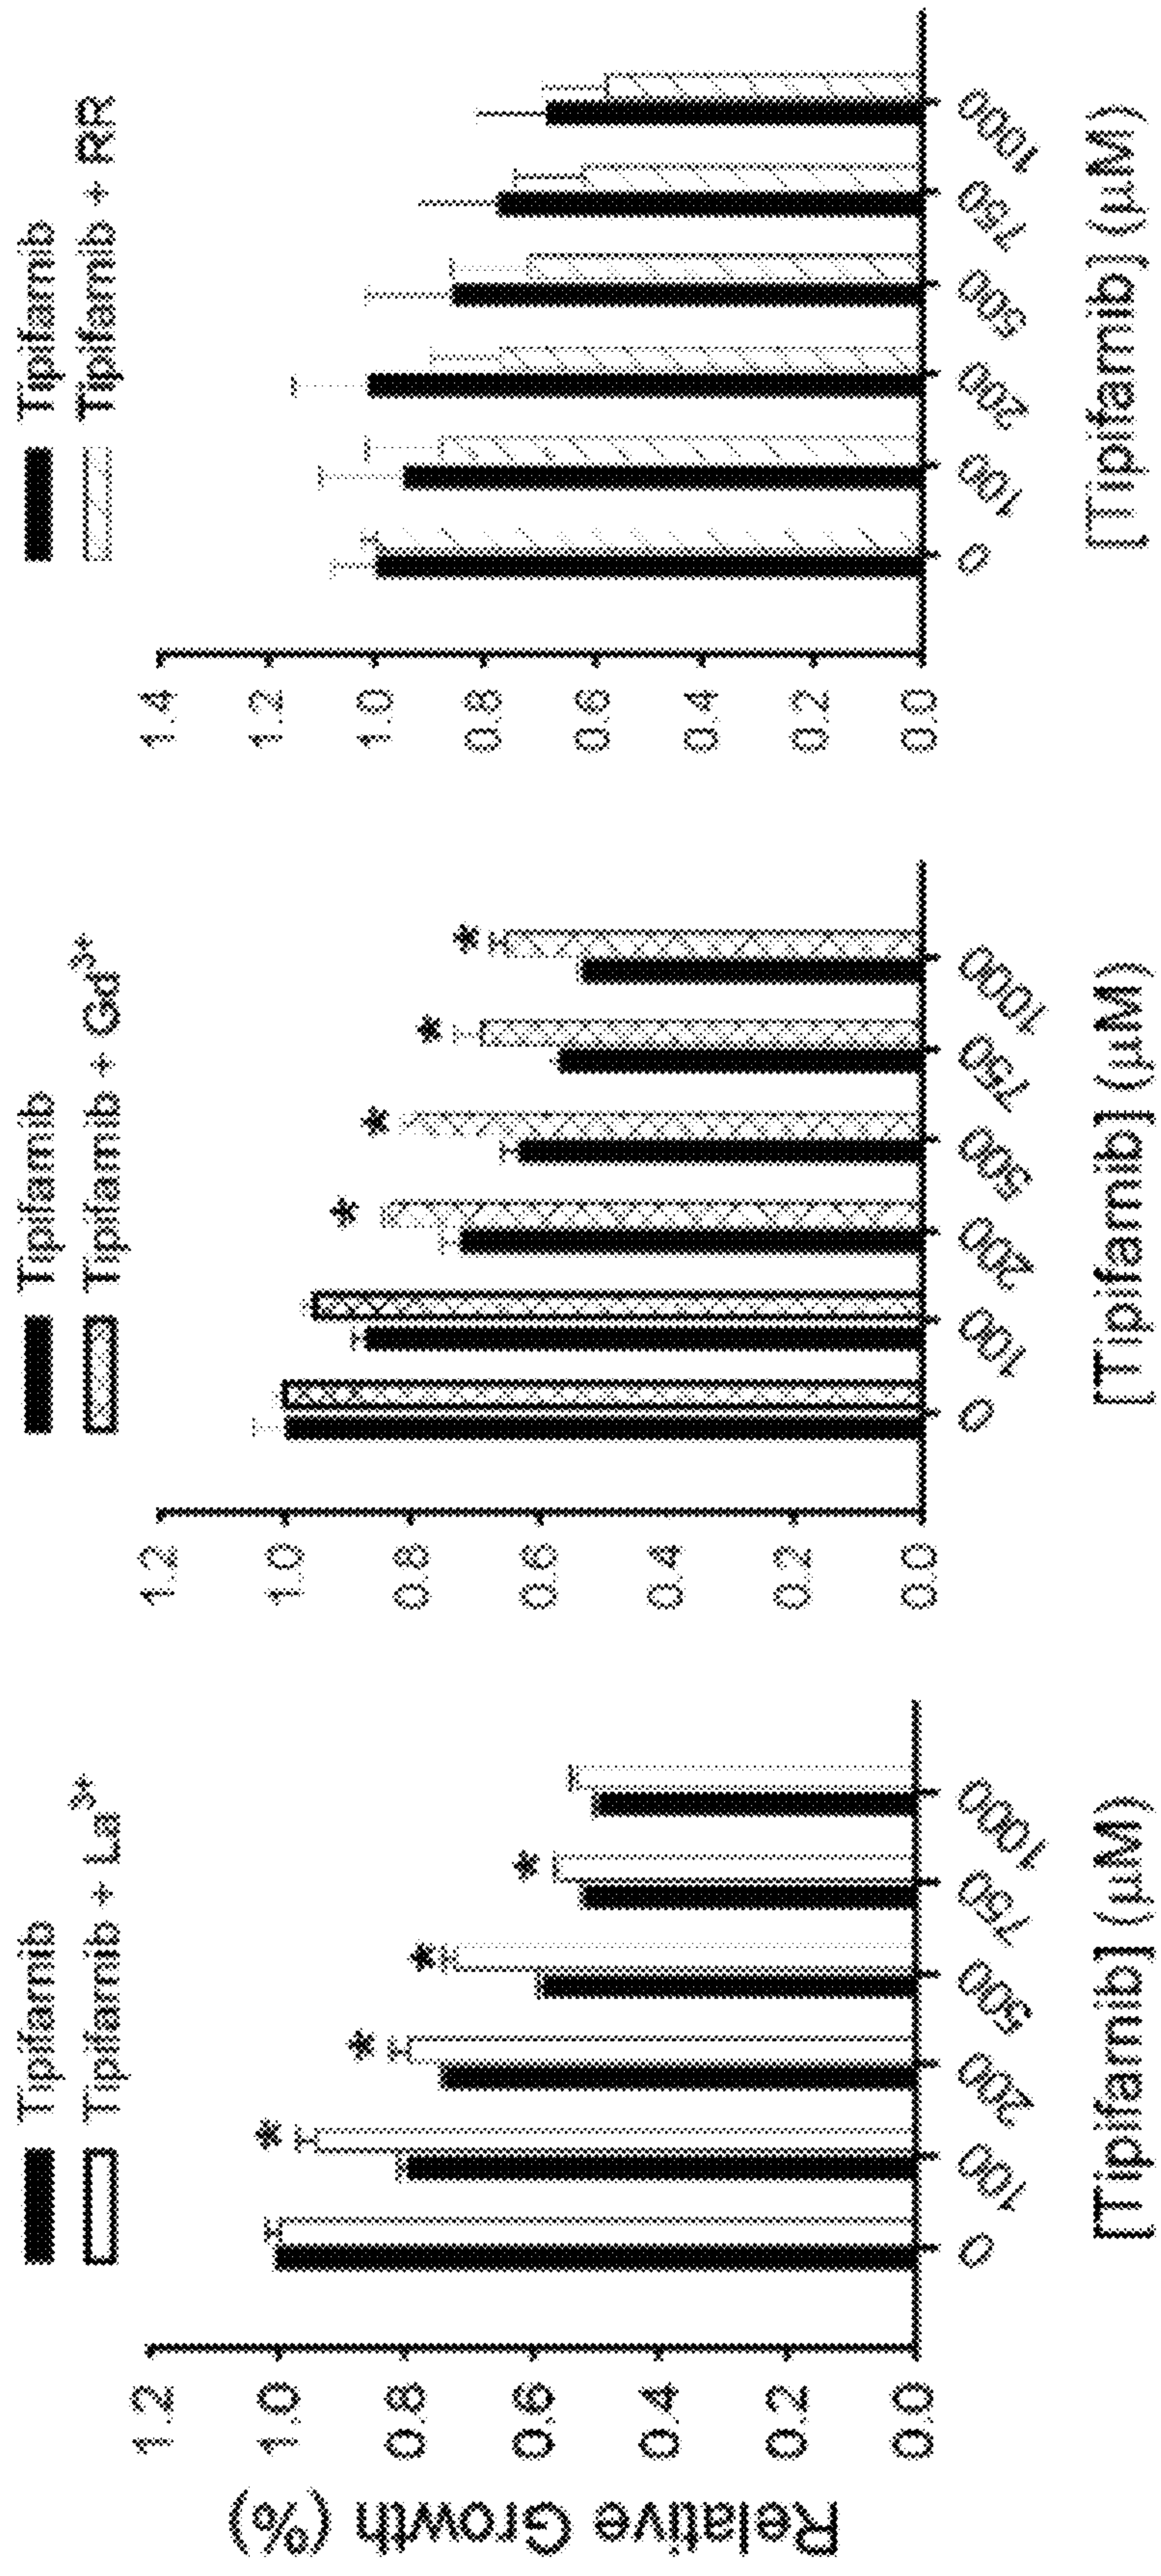 Relative Growth (%)
Tipifarnib
Tipifarnib + La3+
1.2
1.0
0.8
0.6
0.4
0.2
0.0
*
*
*
*
0 100 200 500 750 1000
[Tipifarnib] (μM)
Tipifarnib
Tipifarnib + Gd3+
1.2
1.0
0.8
0.6
0.4
0.2
0.0
*
*
*
*
0 100 200 500 750 1000
[Tipifarnib] (μM)
Tipifarnib
Tipifarnib + RR
1.4
1.2
1.0
0.8
0.6
0.4
0.2
0.0
0 100 200 500 750 1000
[Tipifarnib] (μM)